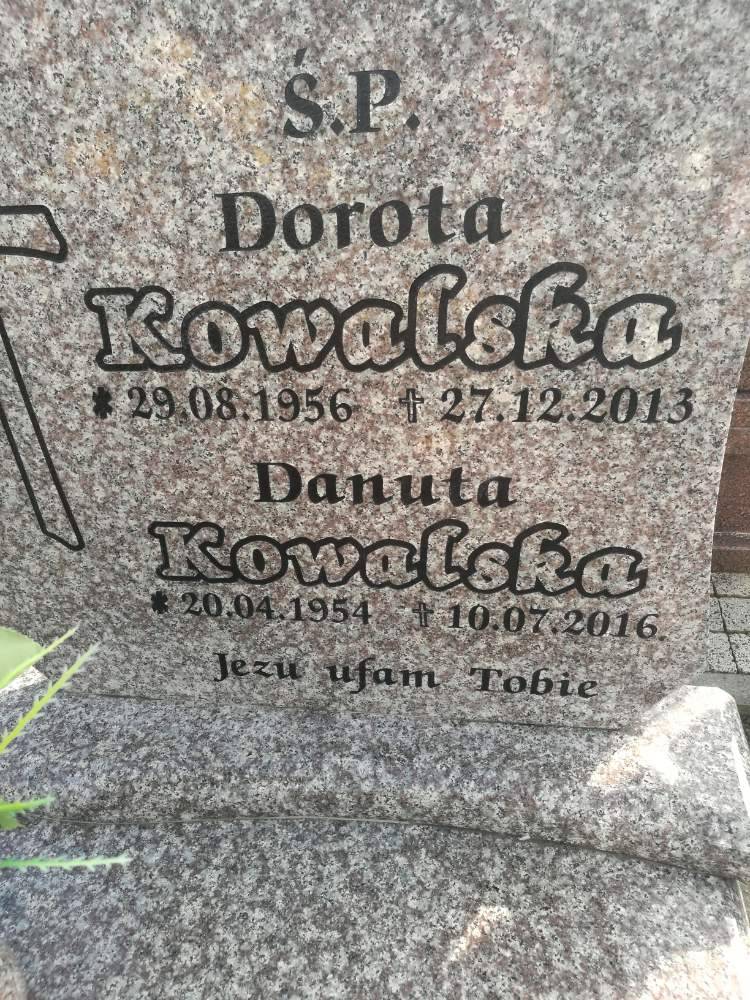 Ś.P.
Dorota
Kowalska
* 29.08.1956 ✝ 27.12.2013
Danuta
Kowalska
* 20.04.1954 ✝ 10.07.2016.
Jezu ufam Tobie